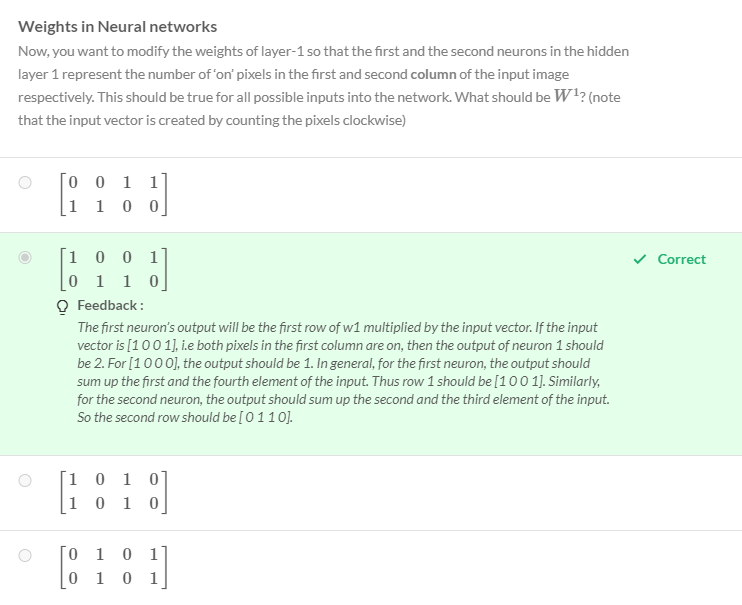 Weights in Neural networks
Now, you want to modify the weights of layer-1 so that the first and the second neurons in the hidden
layer 1 represent the number of 'on' pixels in the first and second column of the input image
respectively. This should be true for all possible inputs into the network. What should be W¹? (note
that the input vector is created by counting the pixels clockwise)
[0 0 1 1]
[1 1 0 0]
[1 0 0 1]
[0 1 1 0]
Correct
Feedback :
The first neuron's output will be the first row of w1 multiplied by the input vector. If the input
vector is [1 0 0 1], i.e both pixels in the first column are on, then the output of neuron 1 should
be 2. For [1 0 0 0], the output should be 1. In general, for the first neuron, the output should
sum up the first and the fourth element of the input. Thus row 1 should be [1 0 0 1]. Similarly,
for the second neuron, the output should sum up the second and the third element of the input.
So the second row should be [ 0 1 1 0].
[1 0 1 0]
[1 0 1 0]
[0 1 0 1]
[0 1 0 1]